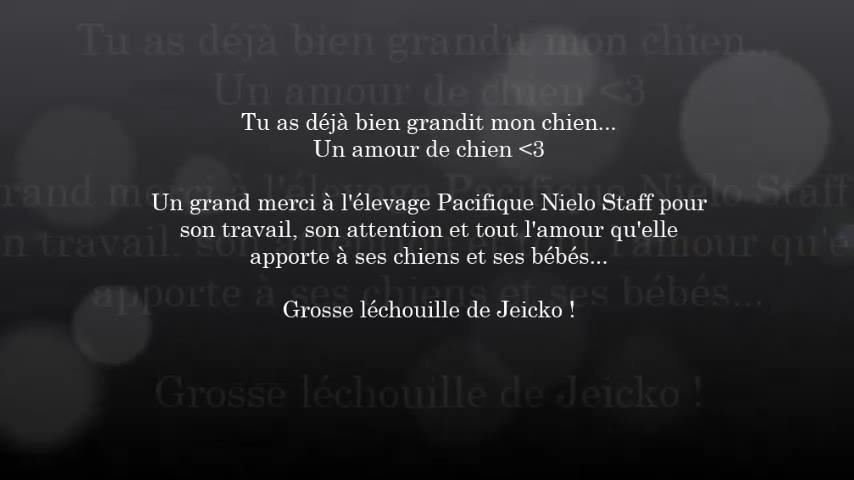 Tu as déjà bien grandit mon chien...
Un amour de chien <3
Un grand merci à l'élevage Pacifique Nielo Staff pour
son travail, son attention et tout l'amour qu'elle
apporte à ses chiens et ses bébés...
Grosse léchouille de Jeicko !